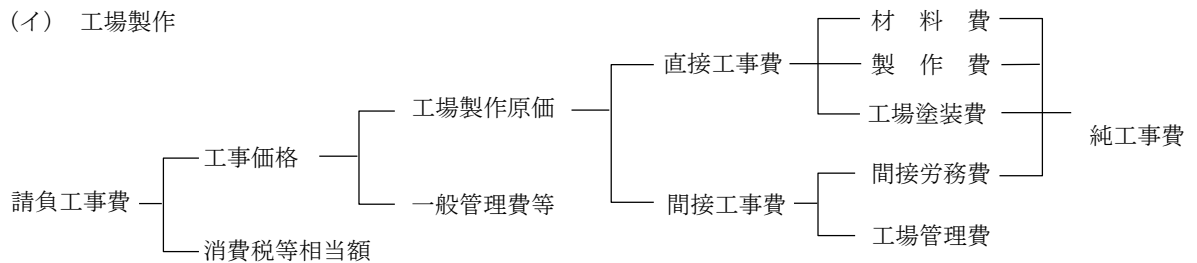 (イ) 工場製作
請負工事費
工事価格
消費税等相当額
工場製作原価
一般管理費等
直接工事費
間接工事費
材 料 費
製 作 費
工場塗装費
間接労務費
工場管理費
純工事費